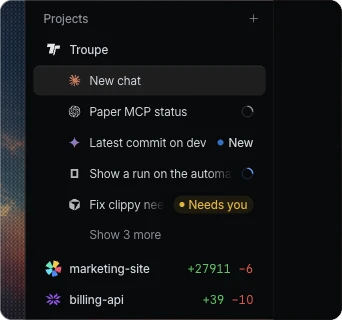 Projects
Troupe
New chat
Paper MCP status
Latest commit on dev New
Show a run on the automa
Fix clippy nee Needs you
Show 3 more
marketing-site +27911 −6
billing-api +39 −10